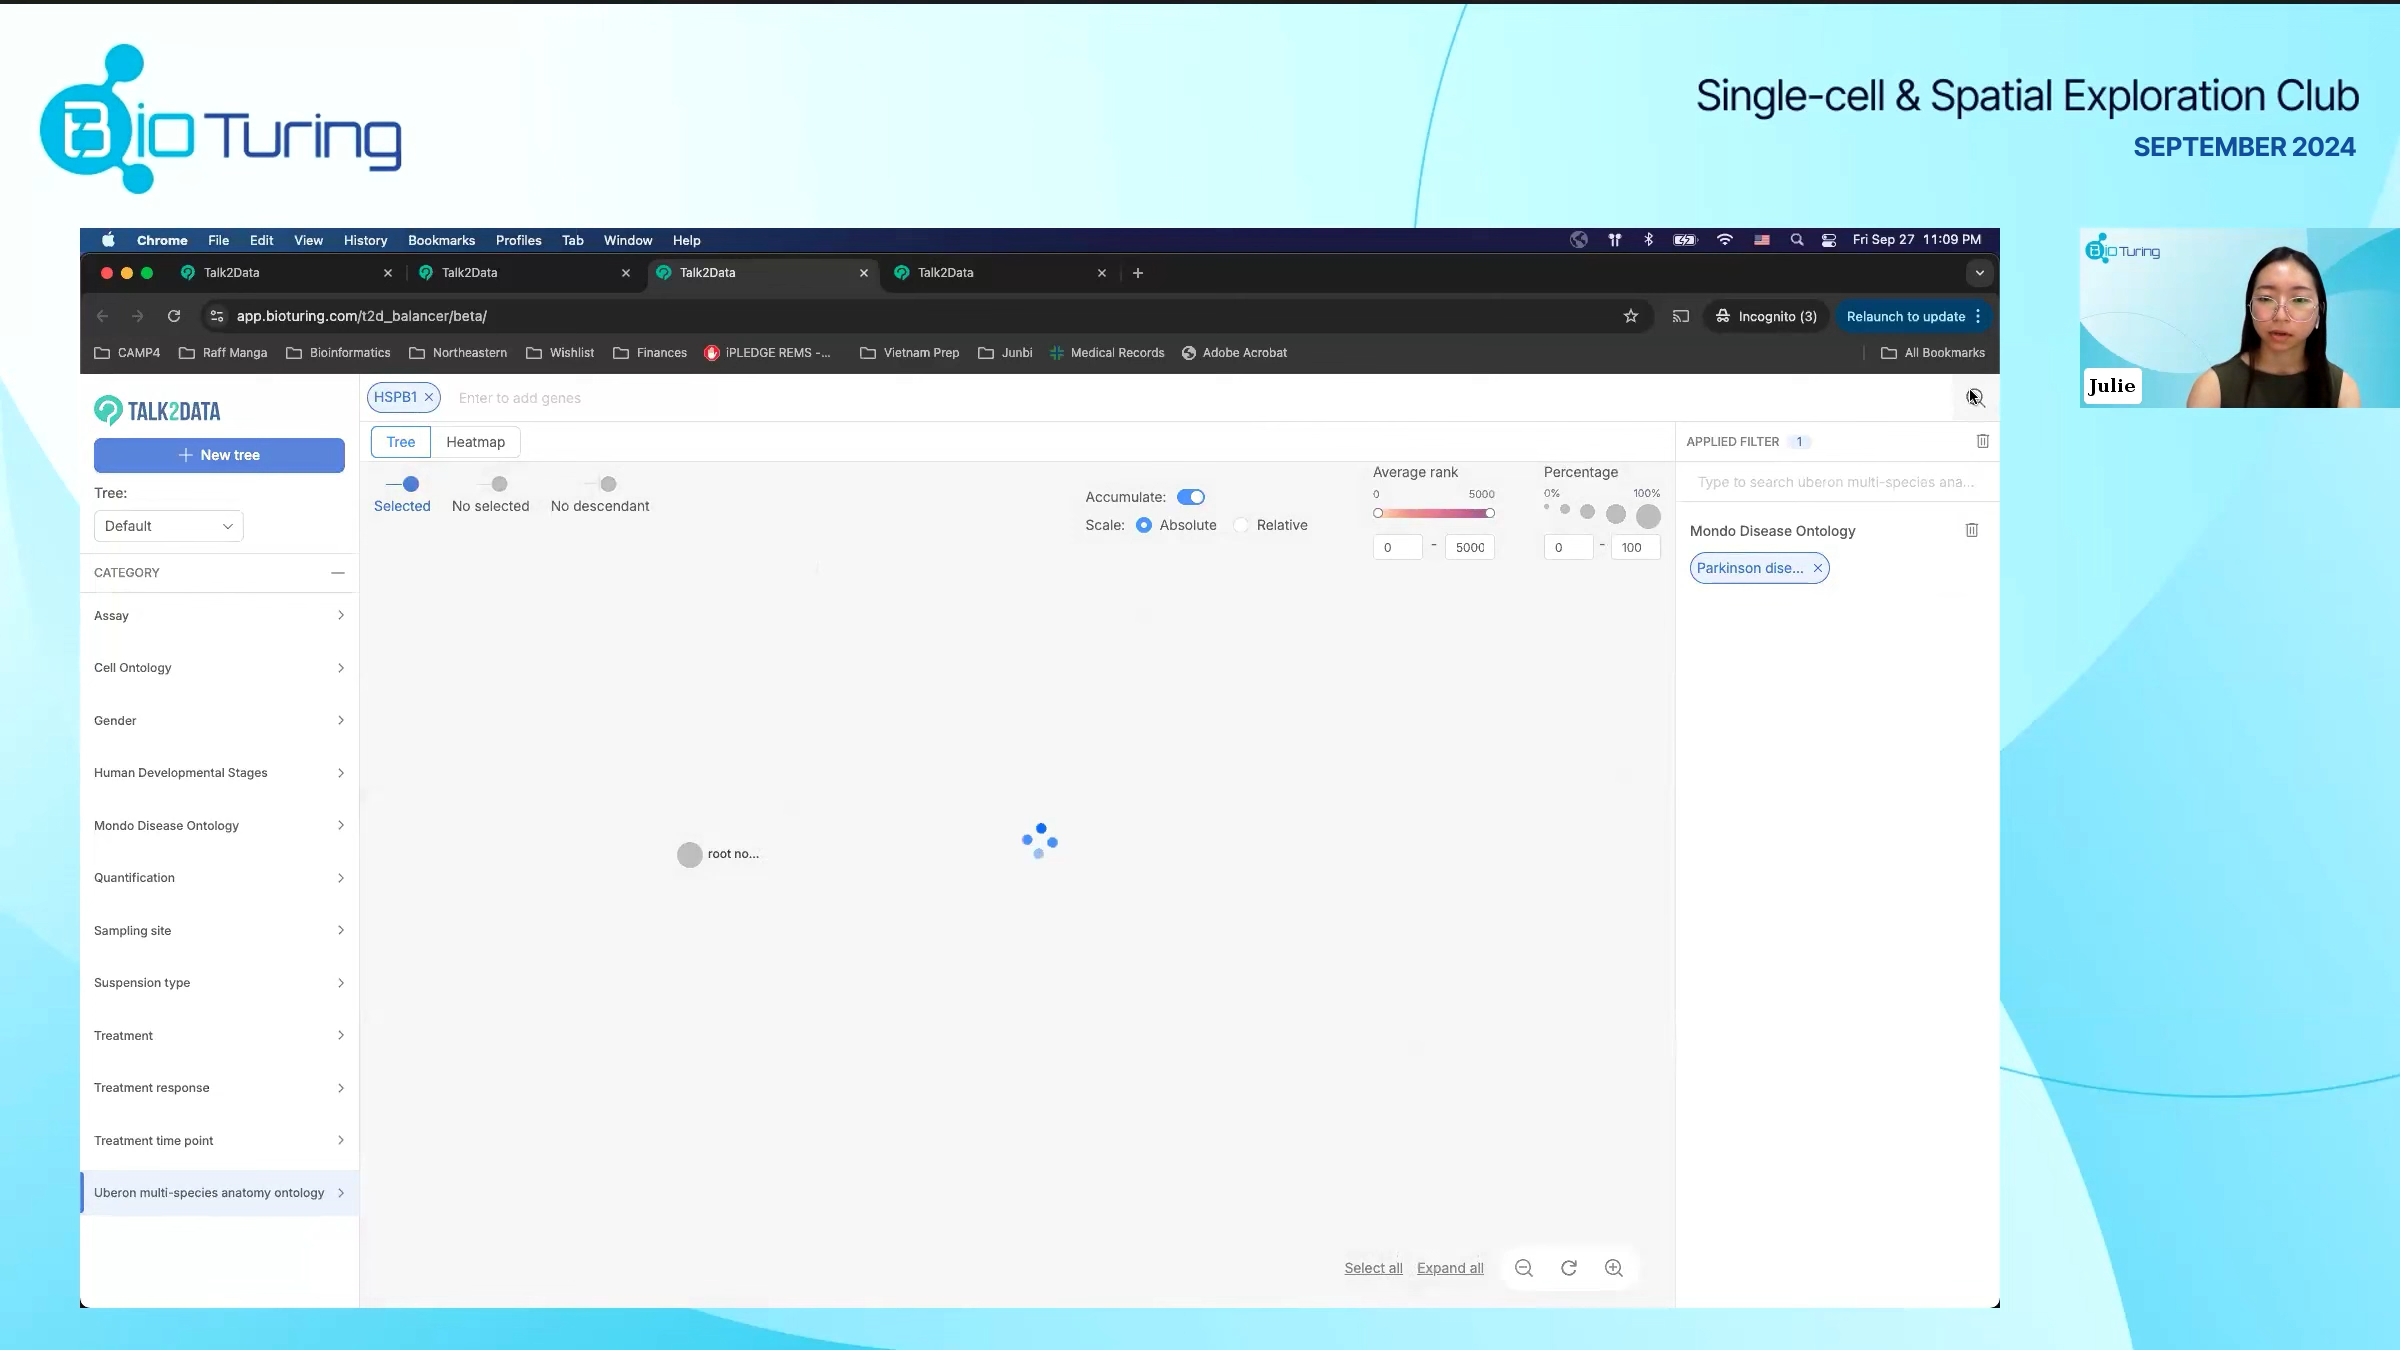 BioTuring
Single-cell & Spatial Exploration Club
SEPTEMBER 2024
Chrome File Edit View History Bookmarks Profiles Tab Window Help
Fri Sep 27 11:09 PM
Talk2Data
Talk2Data
Talk2Data
Talk2Data
app.bioturing.com/t2d_balancer/beta/
Incognito (3)
Relaunch to update
CAMP4
Raff Manga
Bioinformatics
Northeastern
Wishlist
Finances
iPLEDGE REMS -...
Vietnam Prep
Junbi
Medical Records
Adobe Acrobat
All Bookmarks
BioTuring
Julie
TALK2DATA
New tree
Tree:
Default
CATEGORY
Assay
Cell Ontology
Gender
Human Developmental Stages
Mondo Disease Ontology
Quantification
Sampling site
Suspension type
Treatment
Treatment response
Treatment time point
Uberon multi-species anatomy ontology
HSPB1
Enter to add genes
Tree
Heatmap
Selected
No selected
No descendant
Accumulate:
Scale:
Absolute
Relative
Average rank
0 5000
0 - 5000
Percentage
0% 100%
0 - 100
root no...
Select all
Expand all
APPLIED FILTER 1
Type to search uberon multi-species ana...
Mondo Disease Ontology
Parkinson dise...